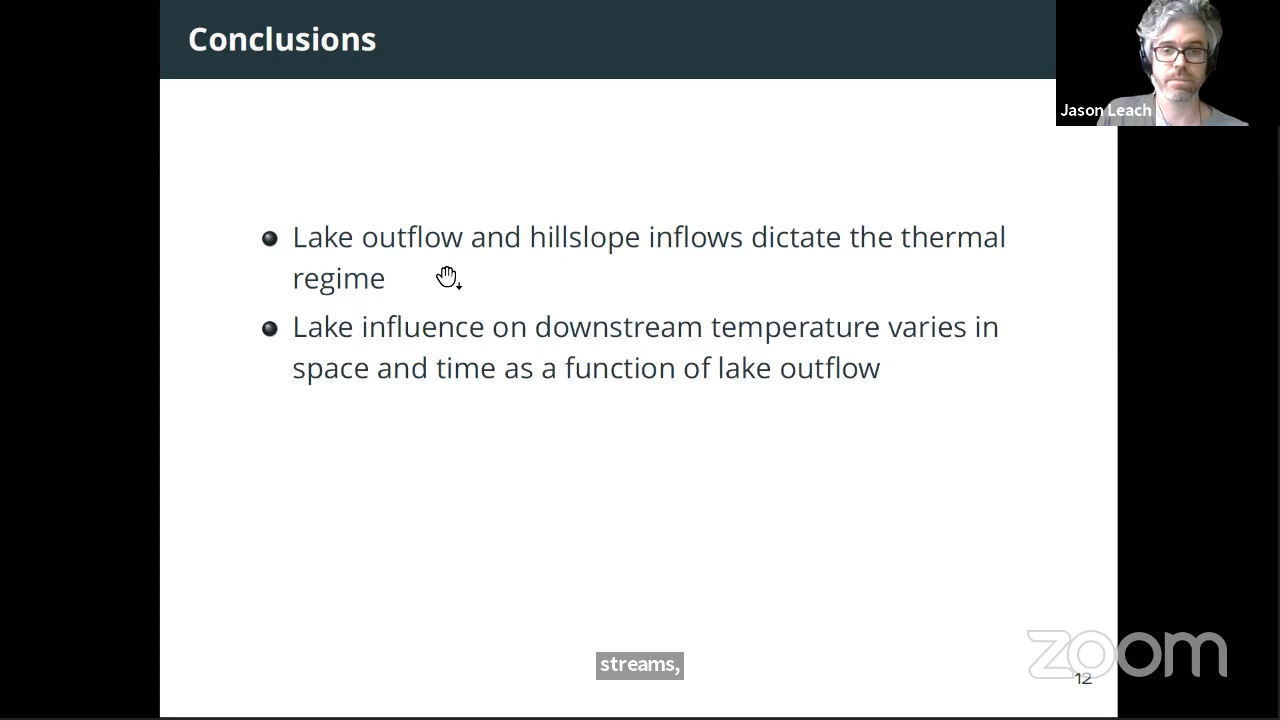 Conclusions
Jason Leach
Lake outflow and hillslope inflows dictate the thermal
regime
Lake influence on downstream temperature varies in
space and time as a function of lake outflow
streams,
zoom
12